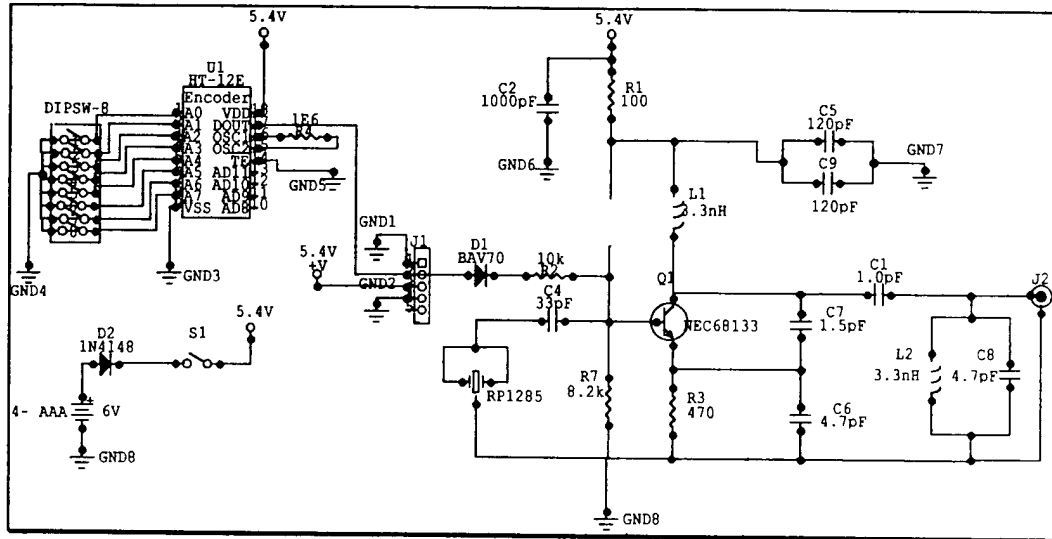 5.4V
5.4V
U1
HT-12E
Encoder
DIPSW-8
A0 VDD 18
A1 DOUT
A2 OSC1
A3 OSC2
A4 TE
A5 AD11 13
A6 AD10 12
A7 AD9
VSS AD8 10
1E6
R4
GND5
GND4
GND3
C2
1000pF
GND6
R1
100
C5
120pF
C9
120pF
GND7
L1
3.3nH
GND1
J1
5.4V
+V
GND2
D1
BAV70
10k
R2
C4
33pF
Q1
NEC68133
C1
1.0pF
J2
C7
1.5pF
D2
1N4148
S1
5.4V
4- AAA
+
6V
GND8
RP1285
R7
8.2k
R3
470
C6
4.7pF
L2
3.3nH
C8
4.7pF
GND8